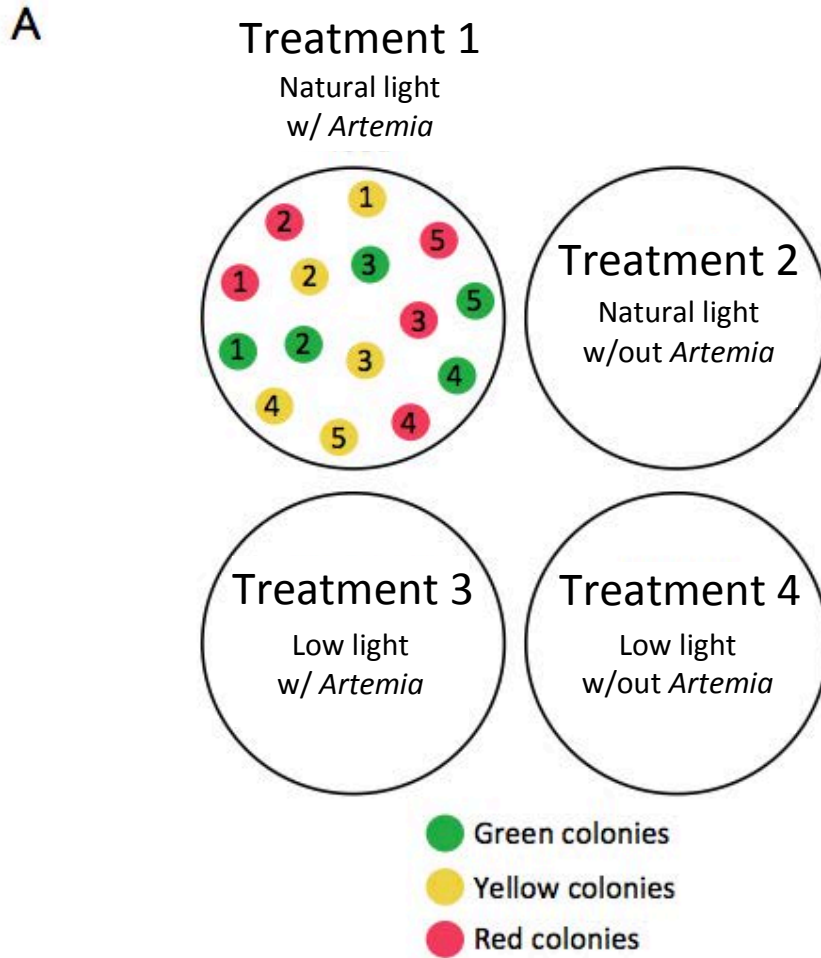 A
Treatment 1
Natural light
w/ Artemia
1
2
5
3
2
1
5
3
2
1
3
4
4
4
5
Treatment 2
Natural light
w/out Artemia
Treatment 3
Low light
w/ Artemia
Treatment 4
Low light
w/out Artemia
Green colonies
Yellow colonies
Red colonies